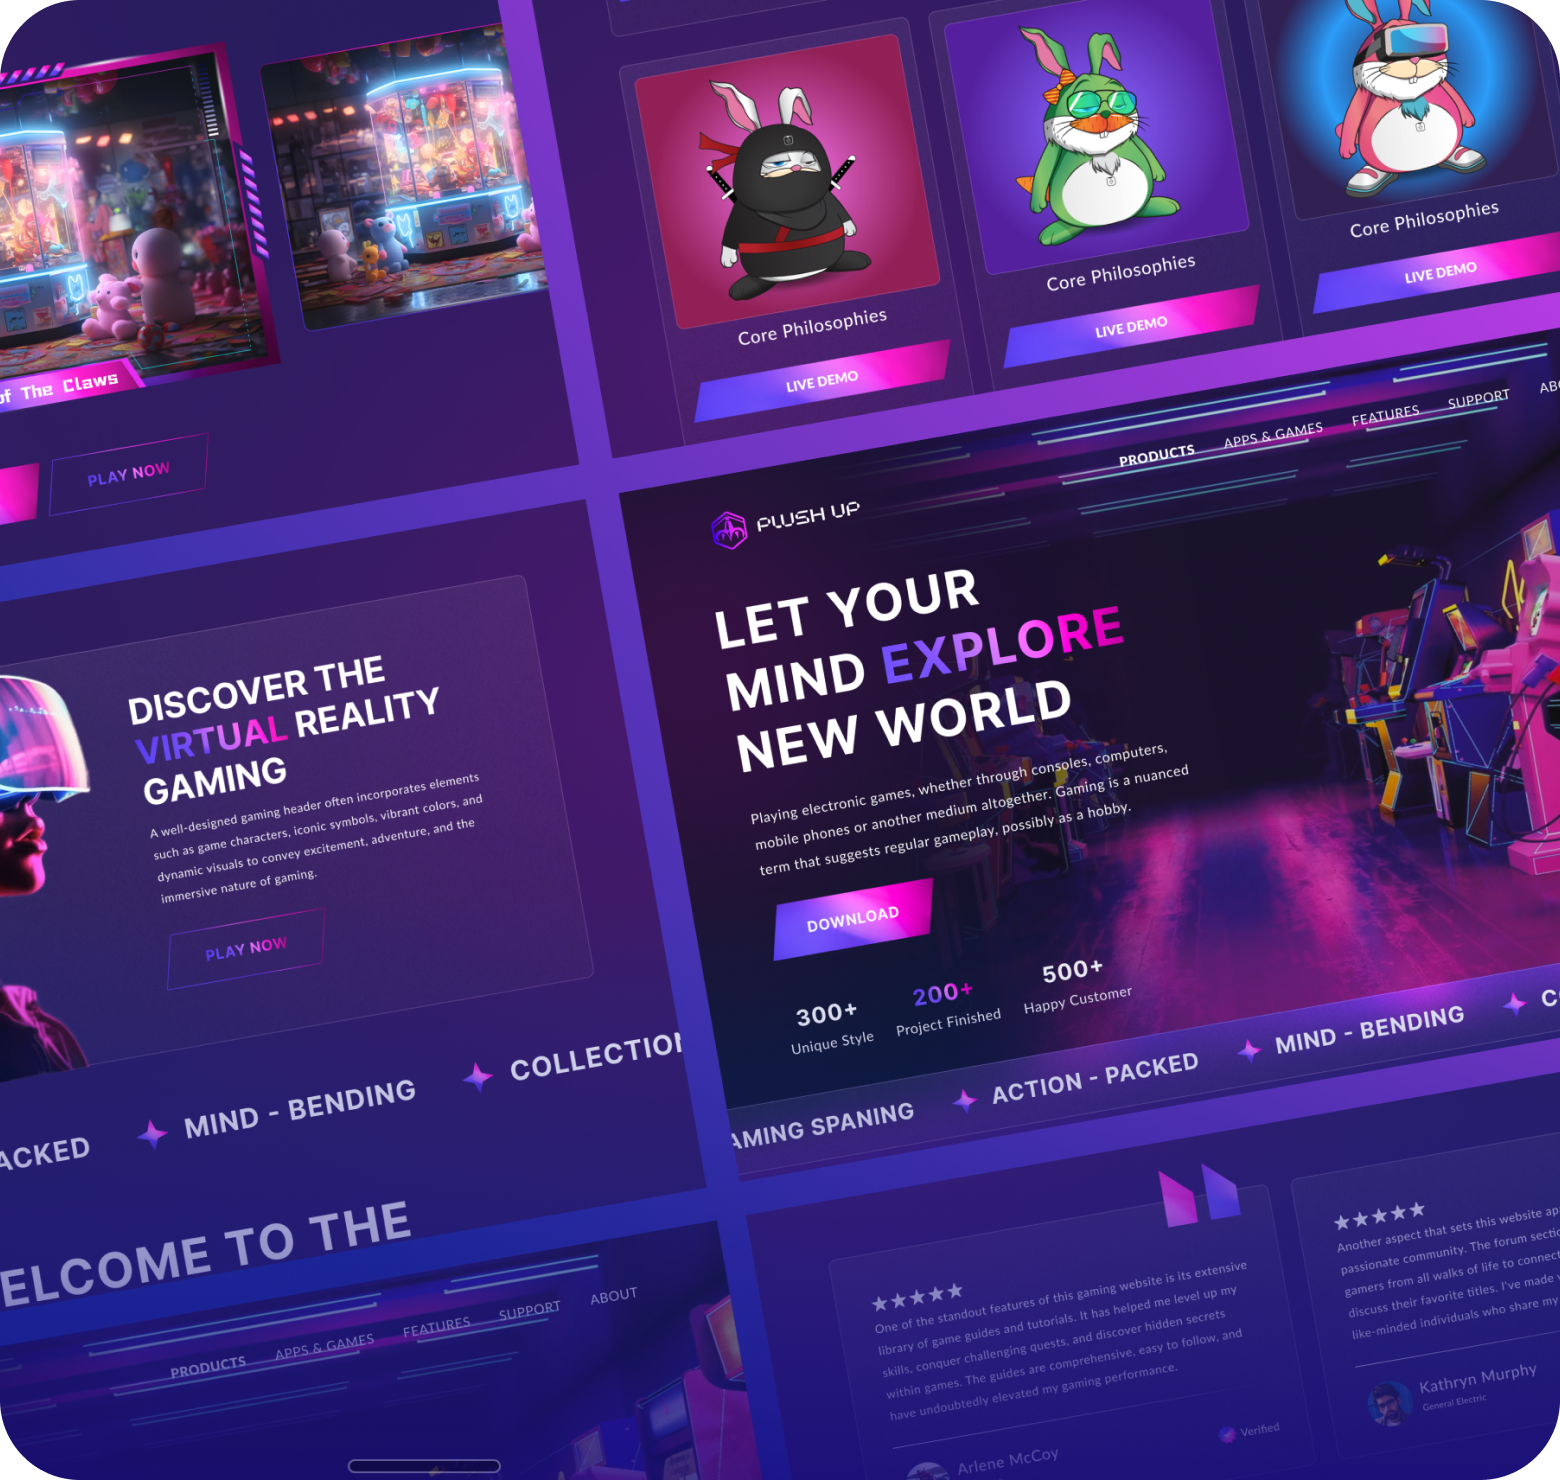 of The Claws
PLAY NOW
Core Philosophies
LIVE DEMO
Core Philosophies
LIVE DEMO
Core Philosophies
LIVE DEMO
DISCOVER THE
VIRTUAL REALITY
GAMING
A well-designed gaming header often incorporates elements
such as game characters, iconic symbols, vibrant colors, and
dynamic visuals to convey excitement, adventure, and the
immersive nature of gaming.
PLAY NOW
ACKED
MIND - BENDING
COLLECTION
ELCOME TO THE
PRODUCTS
APPS & GAMES
FEATURES
SUPPORT
ABOUT
PLUSH UP
PRODUCTS
APPS & GAMES
FEATURES
SUPPORT
LET YOUR
MIND EXPLORE
NEW WORLD
Playing electronic games, whether through consoles, computers,
mobile phones or another medium altogether. Gaming is a nuanced
term that suggests regular gameplay, possibly as a hobby.
DOWNLOAD
300+
Unique Style
200+
Project Finished
500+
Happy Customer
AMING SPANING
ACTION - PACKED
MIND - BENDING
One of the standout features of this gaming website is its extensive
library of game guides and tutorials. It has helped me level up my
skills, conquer challenging quests, and discover hidden secrets
within games. The guides are comprehensive, easy to follow, and
have undoubtedly elevated my gaming performance.
Arlene McCoy
Verified
Another aspect that sets this website
passionate community. The forum
gamers from all walks of life to connect
discuss their favorite titles. I've made
like-minded individuals who share my
Kathryn Murphy
General Electric